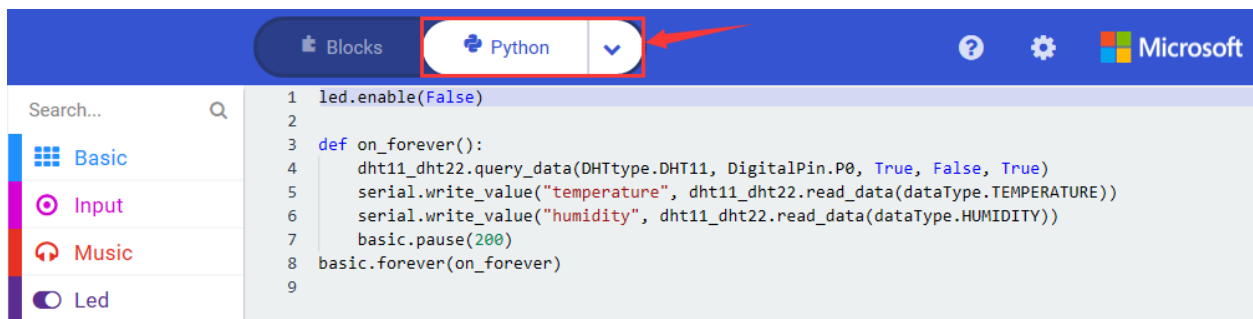 Blocks Python Microsoft
Search...
Basic
Input
Music
Led
1 led.enable(False)
2
3 def on_forever():
4     dht11_dht22.query_data(DHTtype.DHT11, DigitalPin.P0, True, False, True)
5     serial.write_value("temperature", dht11_dht22.read_data(dataType.TEMPERATURE))
6     serial.write_value("humidity", dht11_dht22.read_data(dataType.HUMIDITY))
7     basic.pause(200)
8 basic.forever(on_forever)
9